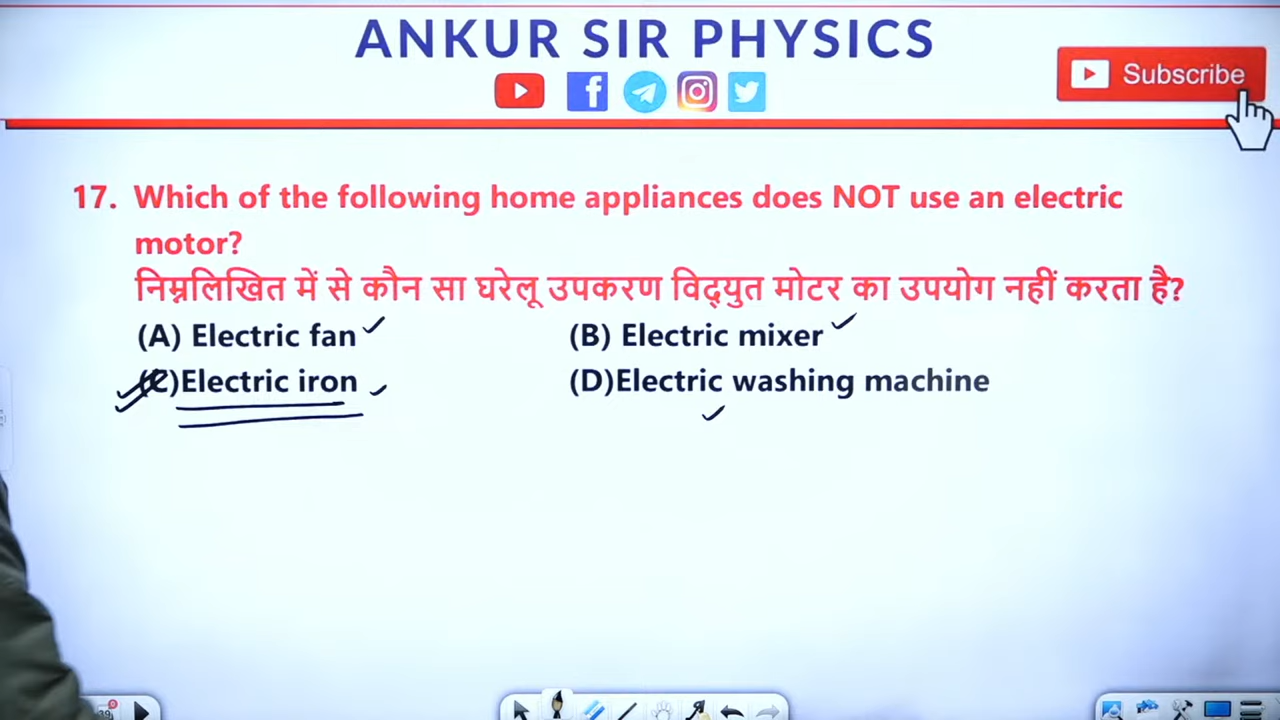 ANKUR SIR PHYSICS
Subscribe
17. Which of the following home appliances does NOT use an electric
motor?
निम्नलिखित में से कौन सा घरेलू उपकरण विद्युत मोटर का उपयोग नहीं करता है?
(A) Electric fan (B) Electric mixer
(C)Electric iron (D)Electric washing machine